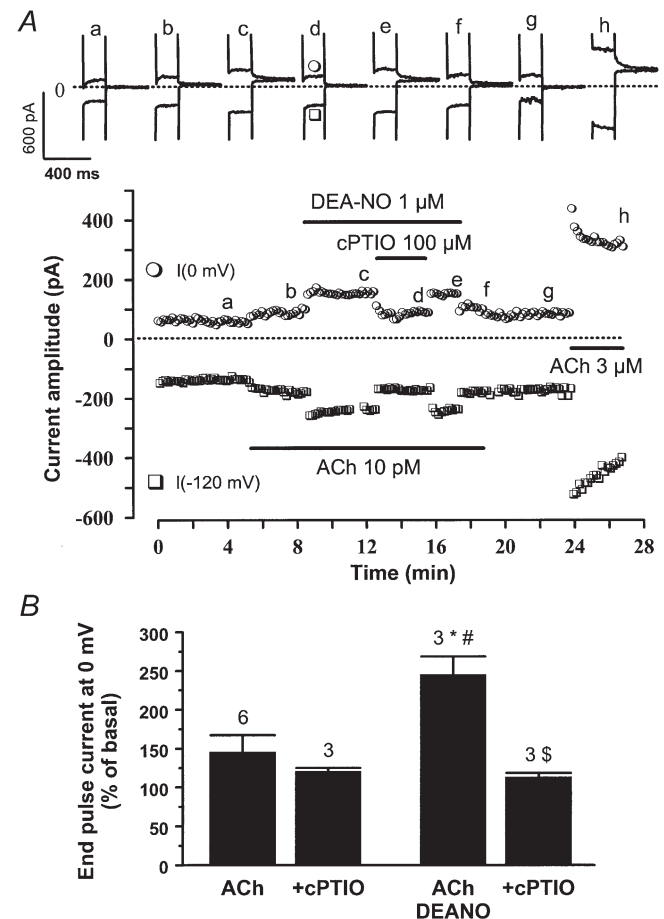 A
a b c d e f g h
0
600 pA
400 ms
DEA-NO 1 µM
cPTIO 100 µM
400
200
0
-200
-400
-600
Current amplitude (pA)
I(0 mV)
a b c d e f g h
ACh 3 µM
ACh 10 pM
I(-120 mV)
0 4 8 12 16 20 24 28
Time (min)
B
End pulse current at 0 mV
(% of basal)
300
250
200
150
100
50
0
6 3 3 * # 3 $
ACh +cPTIO ACh +cPTIO
DEANO